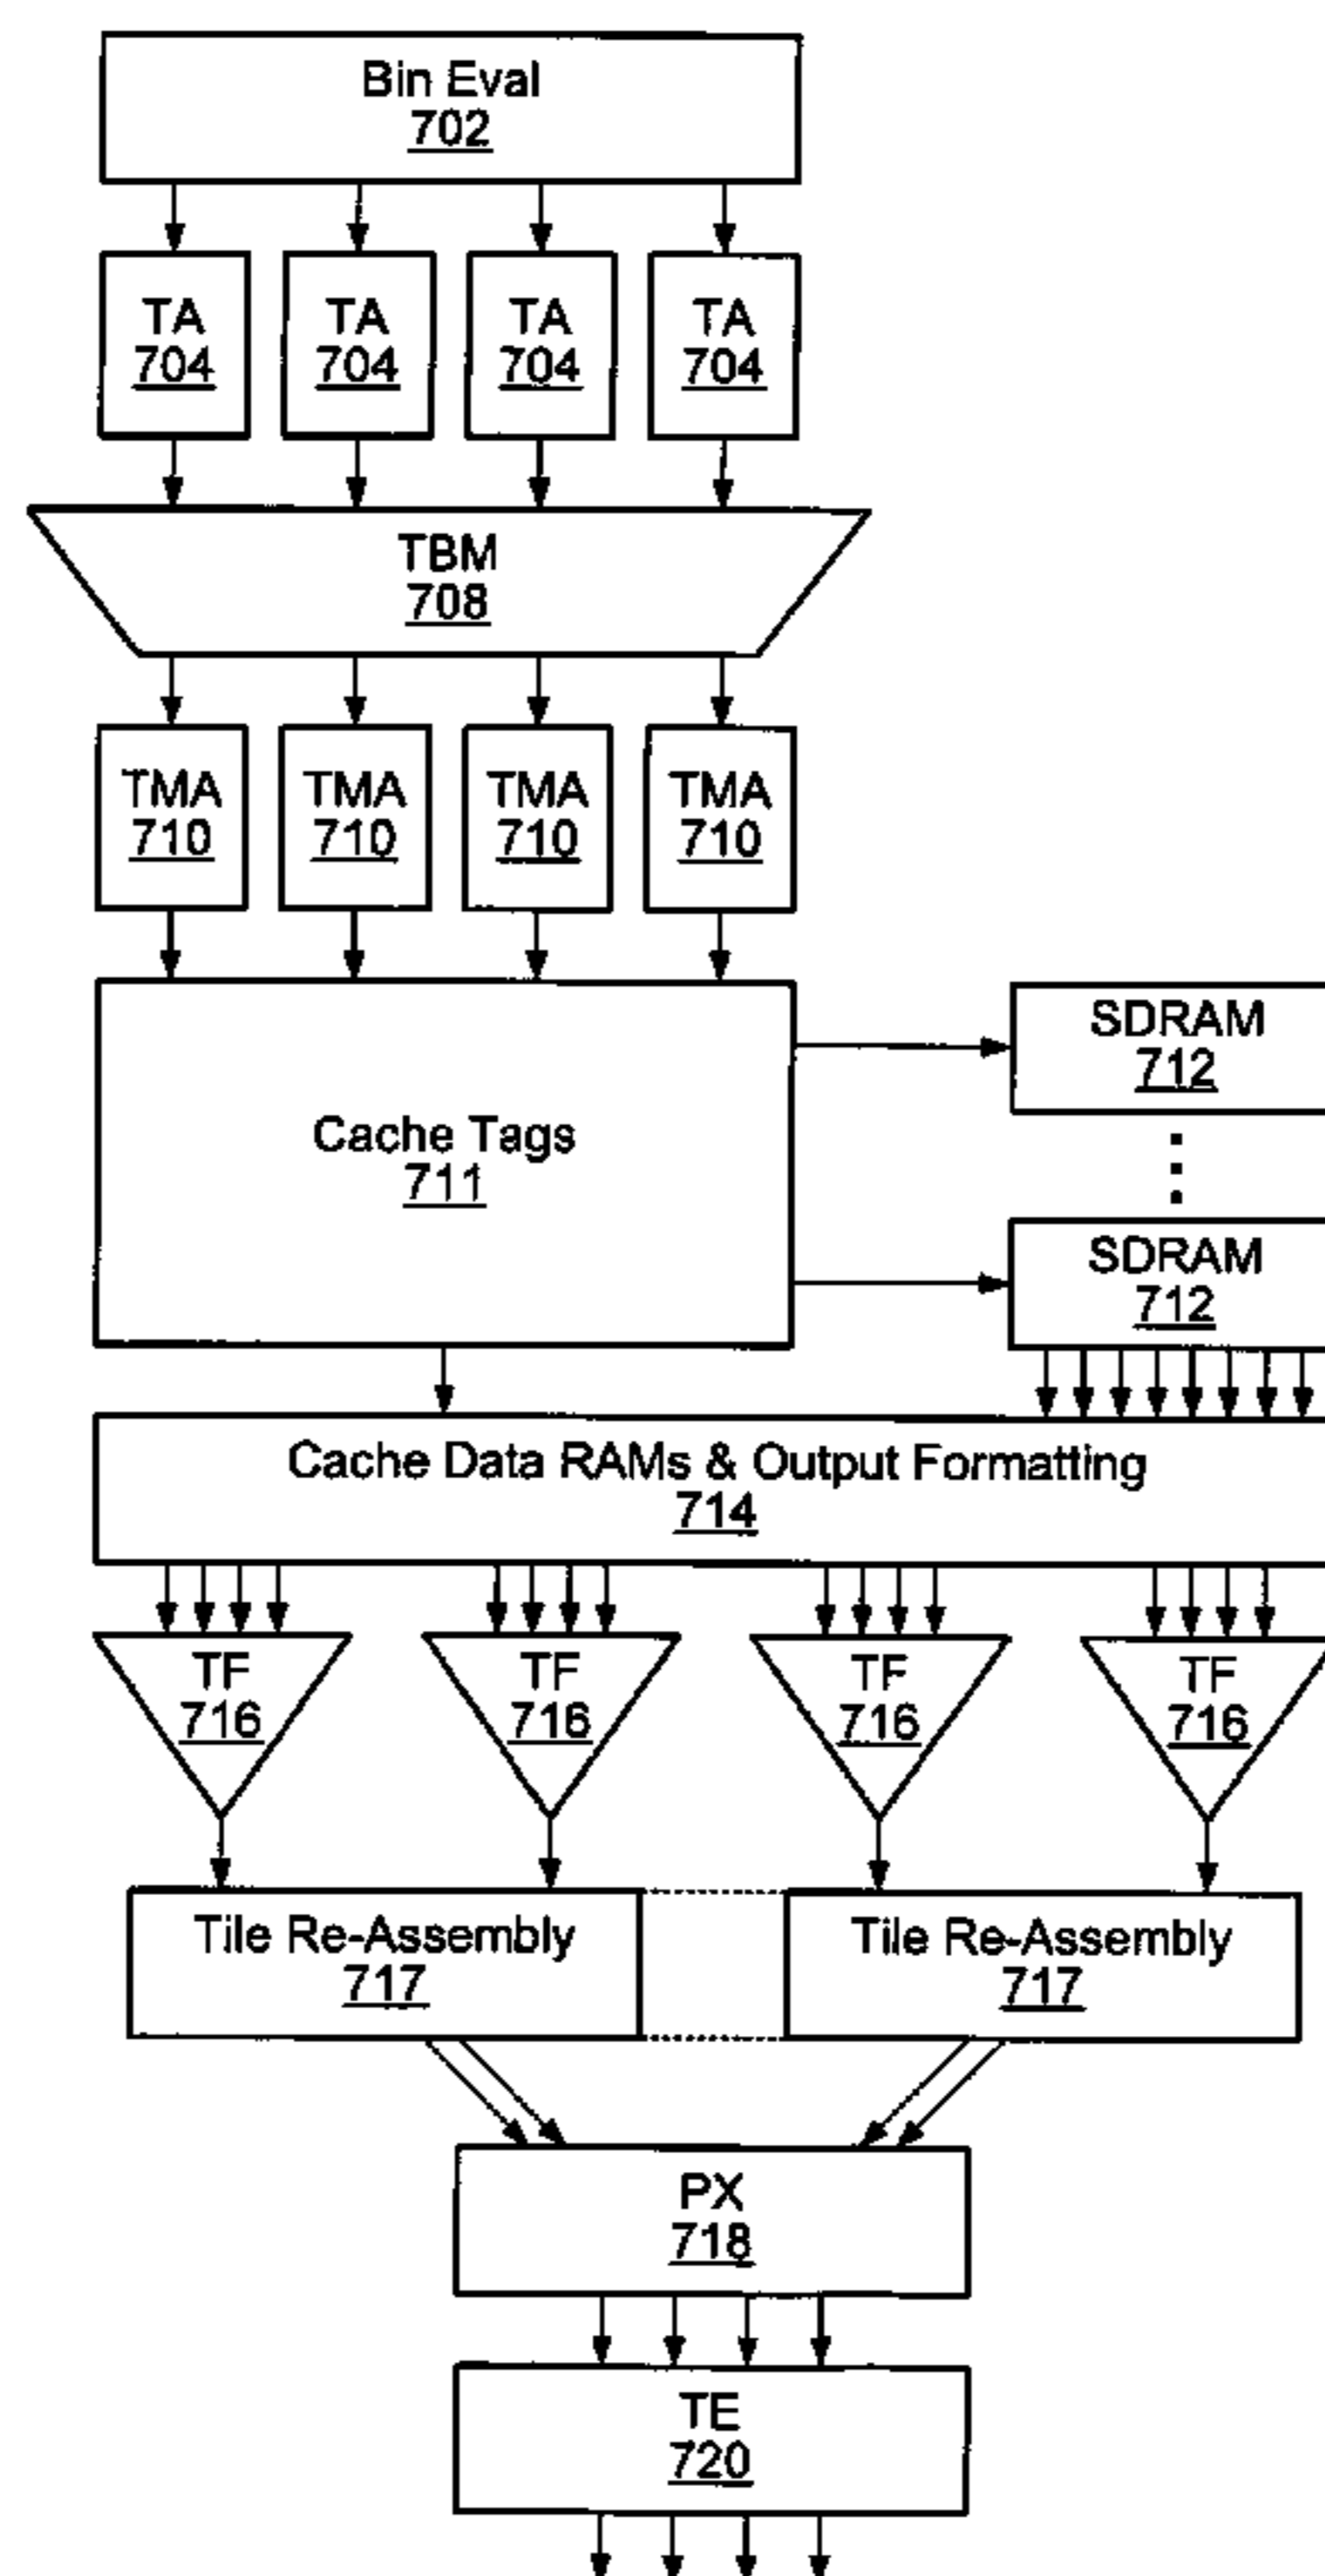 Bin Eval
702
TA
704
TA
704
TA
704
TA
704
TBM
708
TMA
710
TMA
710
TMA
710
TMA
710
Cache Tags
711
SDRAM
712
SDRAM
712
Cache Data RAMs & Output Formatting
714
TF
716
TF
716
TF
716
TF
716
Tile Re-Assembly
717
Tile Re-Assembly
717
PX
718
TE
720